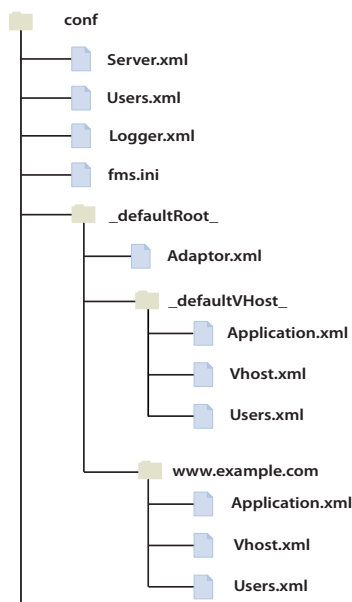 conf
Server.xml
Users.xml
Logger.xml
fms.ini
_defaultRoot_
Adaptor.xml
_defaultVHost_
Application.xml
Vhost.xml
Users.xml
www.example.com
Application.xml
Vhost.xml
Users.xml